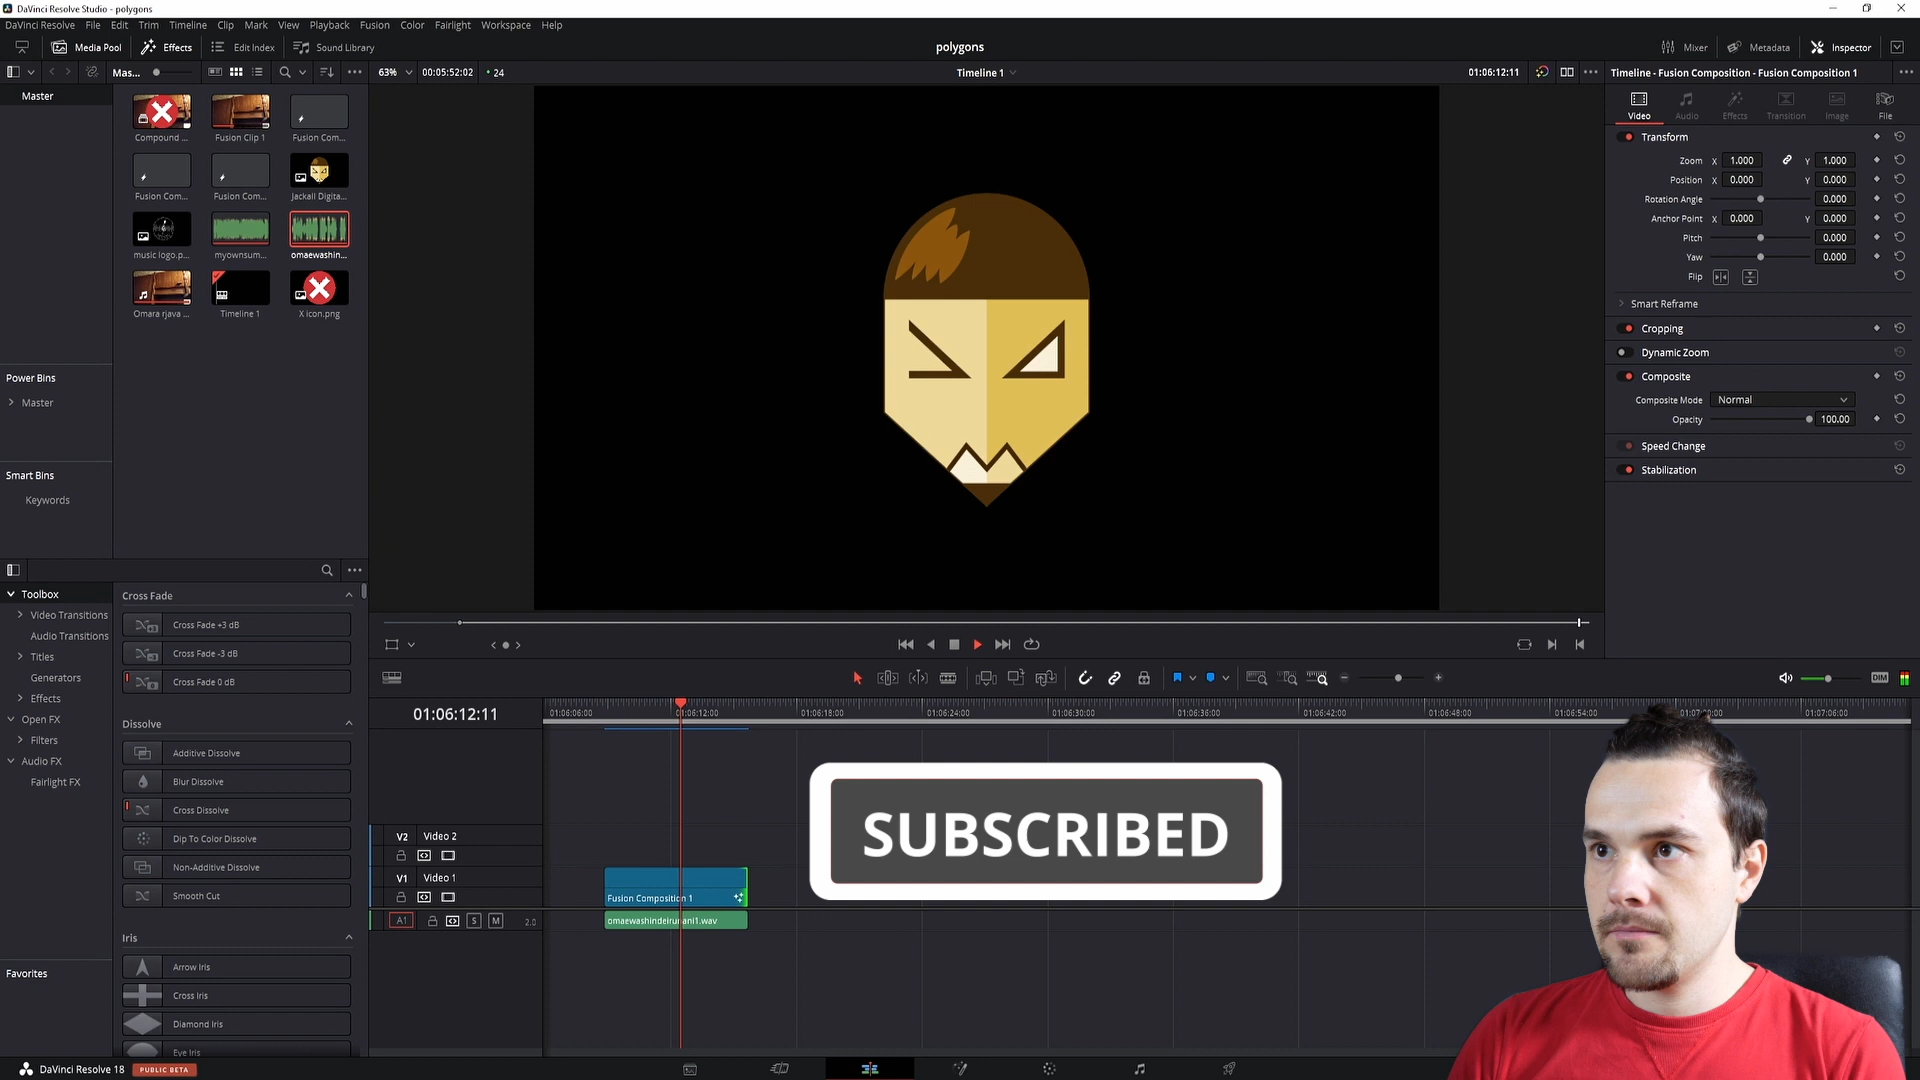 DaVinci Resolve Studio - polygons
DaVinci Resolve File Edit Trim Timeline Clip Mark View Playback Fusion Color Fairlight Workspace Help
Media Pool Effects Edit Index Sound Library
polygons
Mixer Metadata Inspector
Mas... 63% 00:05:52:02 24
Timeline 1
01:06:12:11
Timeline - Fusion Composition - Fusion Composition 1
Master
Compound ... Fusion Clip 1 Fusion Com...
Fusion Com... Fusion Com... Jackall Digita...
music logo.p... myownsum... omaewashin...
Omara rjava ... Timeline 1 X icon.png
Power Bins
Master
Smart Bins
Keywords
Video Audio Effects Transition Image File
Transform
Zoom X 1.000 Y 1.000
Position X 0.000 Y 0.000
Rotation Angle 0.000
Anchor Point X 0.000 Y 0.000
Pitch 0.000
Yaw 0.000
Flip
Smart Reframe
Cropping
Dynamic Zoom
Composite
Composite Mode Normal
Opacity 100.00
Speed Change
Stabilization
Toolbox
Video Transitions
Audio Transitions
Titles
Generators
Effects
Open FX
Filters
Audio FX
Fairlight FX
Favorites
Cross Fade
Cross Fade +3 dB
Cross Fade -3 dB
Cross Fade 0 dB
Dissolve
Additive Dissolve
Blur Dissolve
Cross Dissolve
Dip To Color Dissolve
Non-Additive Dissolve
Smooth Cut
Iris
Arrow Iris
Cross Iris
Diamond Iris
Eye Iris
DIM
01:06:12:11
01:06:06:00 01:06:12:00 01:06:18:00 01:06:24:00 01:06:30:00 01:06:36:00 01:06:42:00 01:06:48:00 01:06:54:00 01:07:00:00 01:07:06:00
V2 Video 2
V1 Video 1
Fusion Composition 1
A1 S M 2.0
SUBSCRIBED
DaVinci Resolve 18 PUBLIC BETA